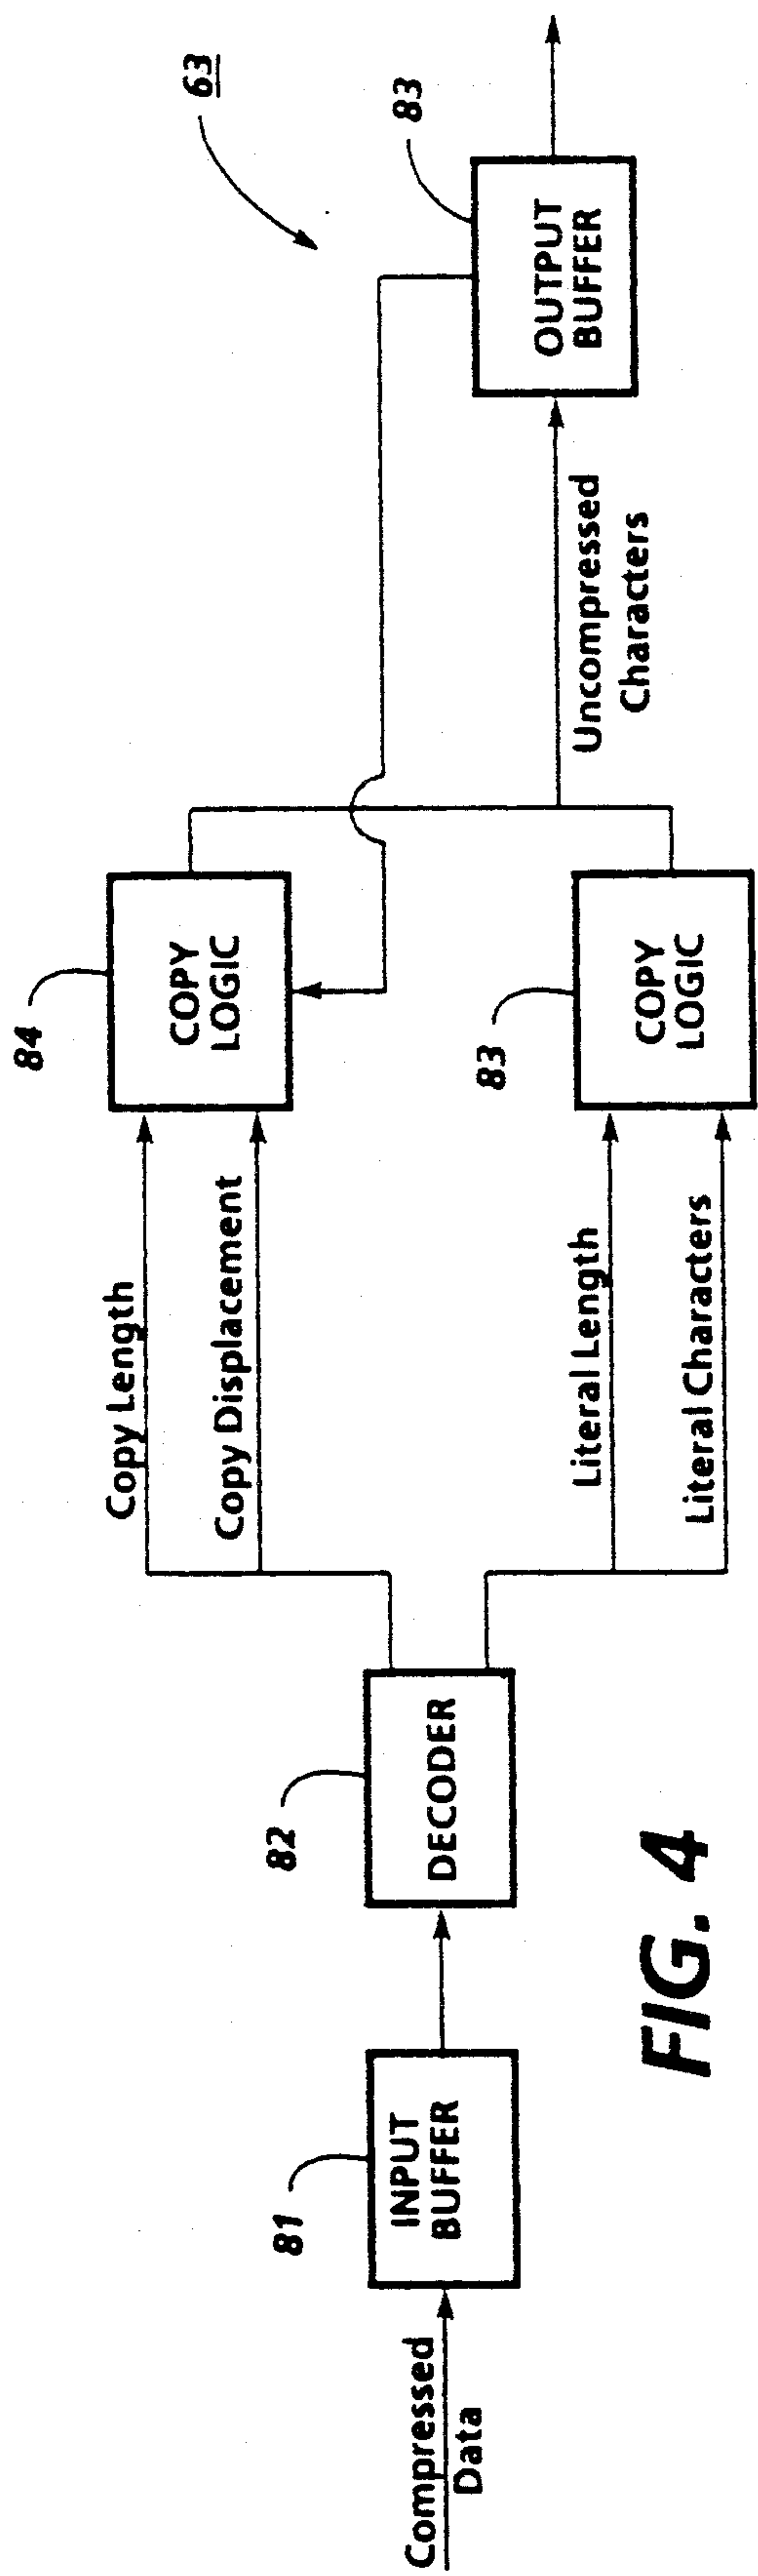 63
84
COPY
LOGIC
Copy Length
Copy Displacement
83
OUTPUT
BUFFER
82
DECODER
81
INPUT
BUFFER
Compressed
Data
Uncompressed
Characters
83
COPY
LOGIC
Literal Length
Literal Characters
FIG. 4